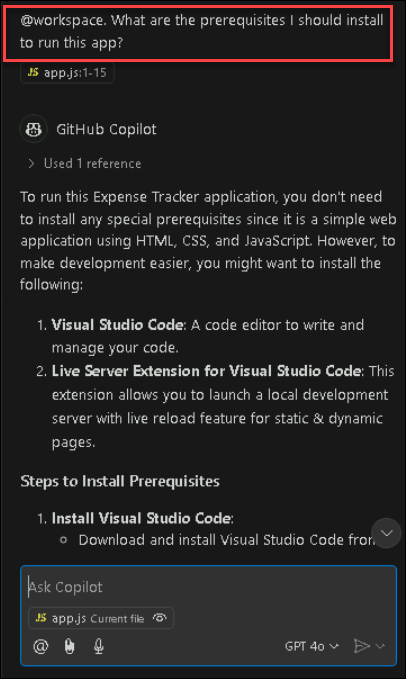 @workspace. What are the prerequisites I should install
to run this app?
JS app.js:1-15
GitHub Copilot
> Used 1 reference
To run this Expense Tracker application, you don't need
to install any special prerequisites since it is a simple web
application using HTML, CSS, and JavaScript. However, to
make development easier, you might want to install the
following:
1. Visual Studio Code: A code editor to write and
manage your code.
2. Live Server Extension for Visual Studio Code: This
extension allows you to launch a local development
server with live reload feature for static & dynamic
pages.
Steps to Install Prerequisites
1. Install Visual Studio Code:
Download and install Visual Studio Code from
Ask Copilot
JS app.js Current file
@ GPT 4o